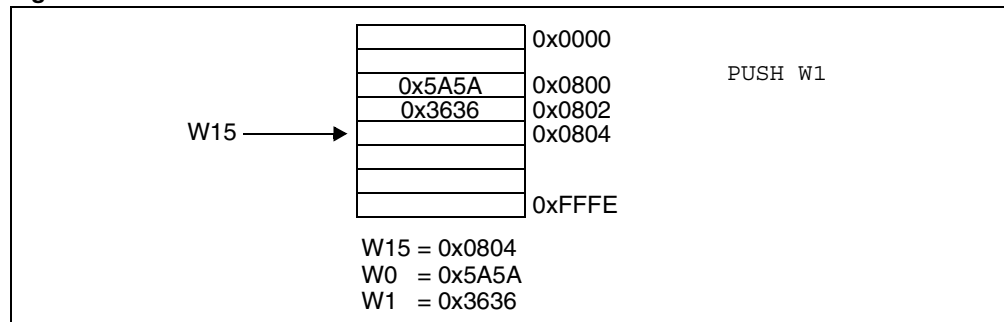 0x0000
PUSH W1
0x5A5A 0x0800
0x3636 0x0802
W15 0x0804
0xFFFE
W15 = 0x0804
W0 = 0x5A5A
W1 = 0x3636